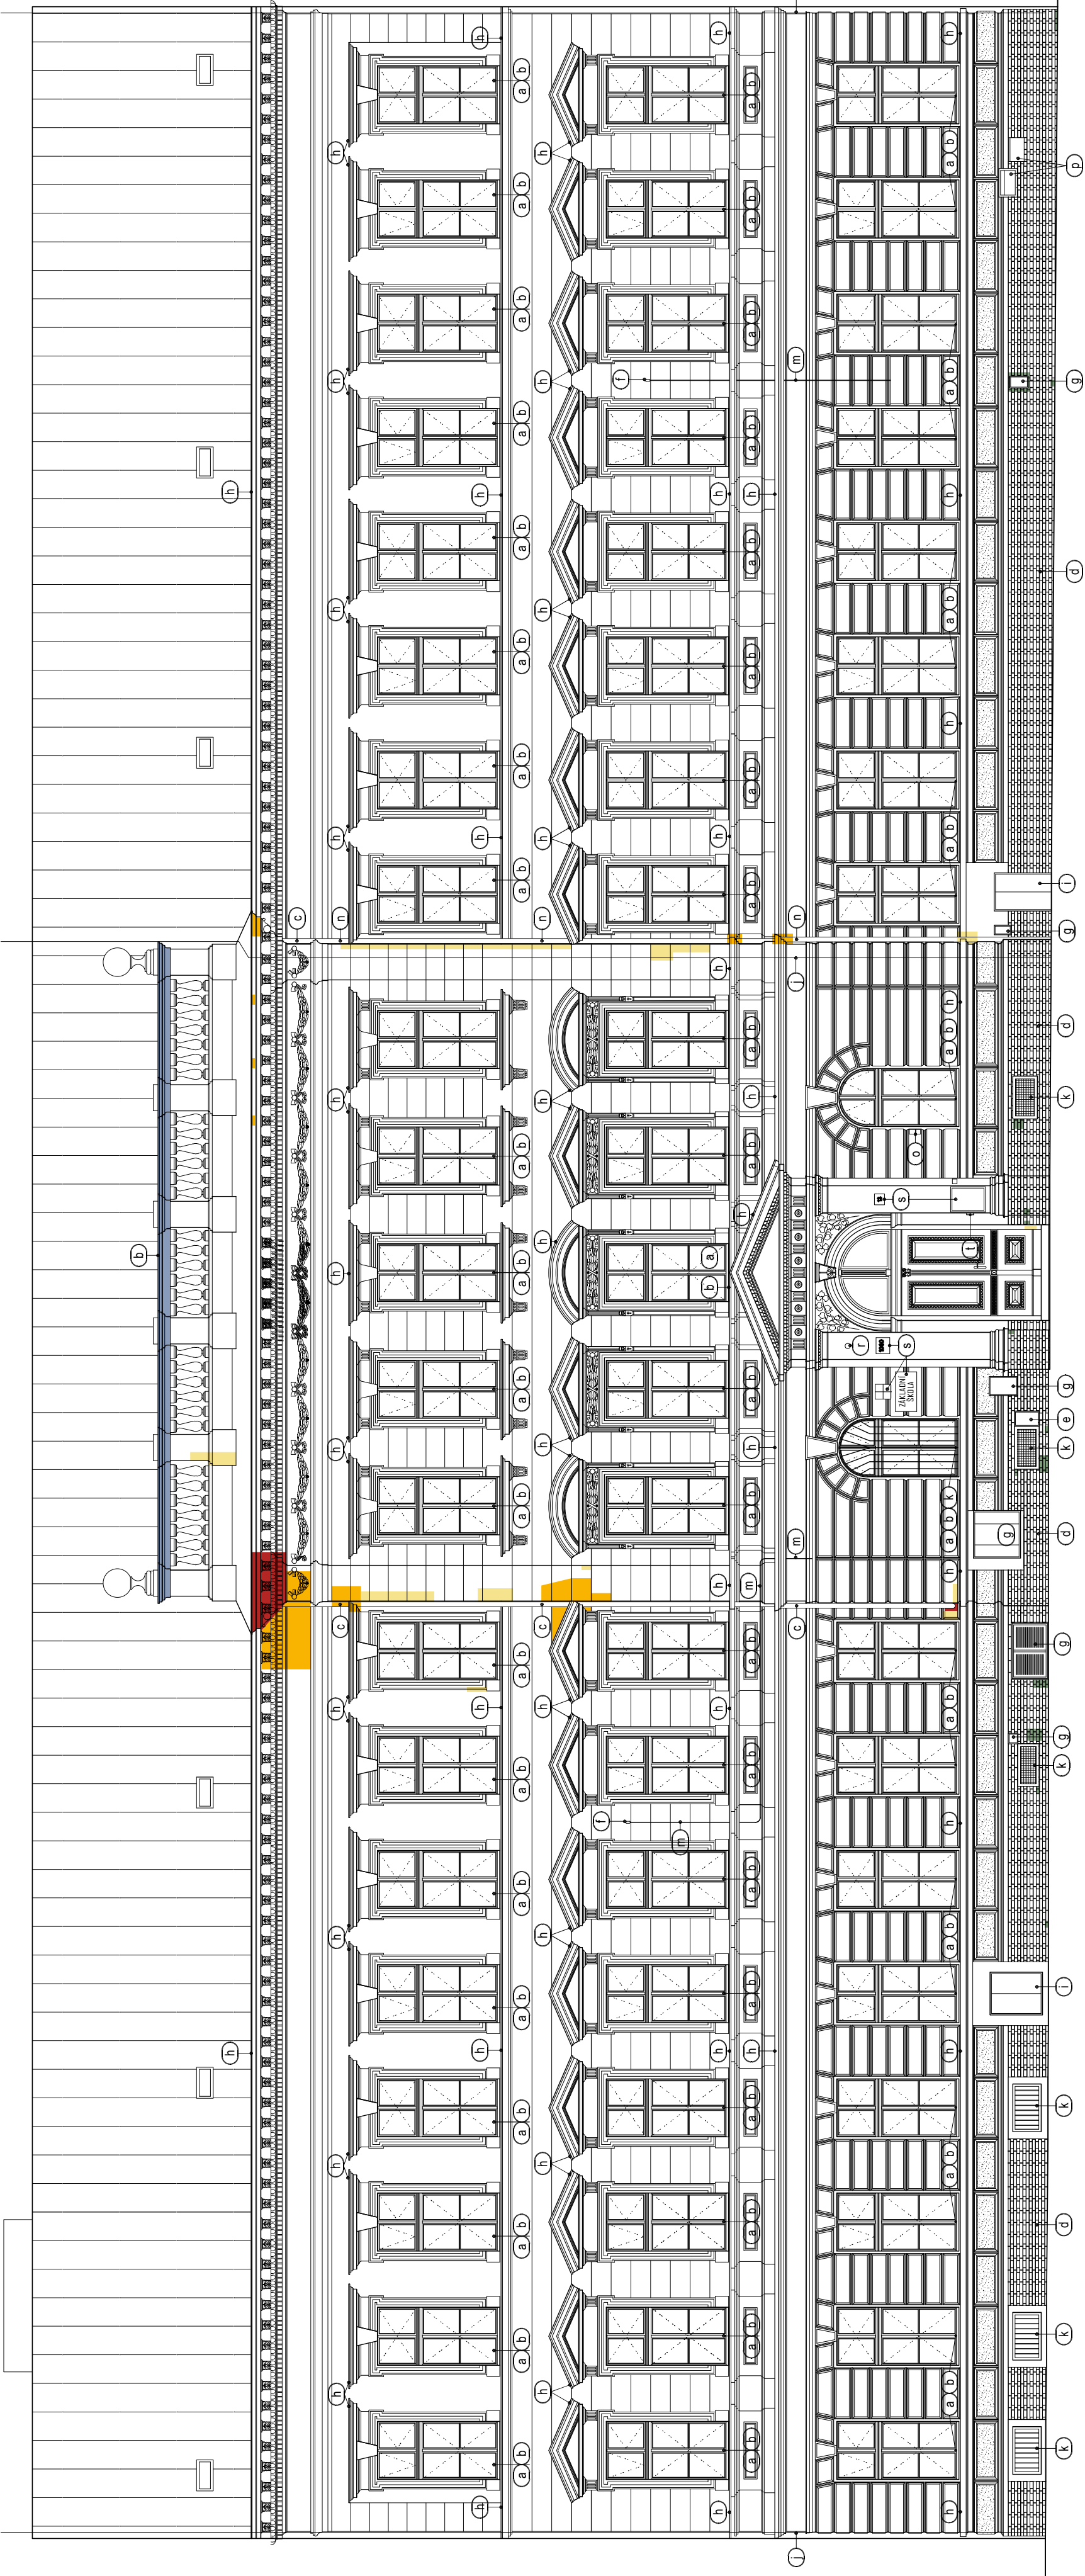 b
h h
c
h h h h c h h h n h h h h
h h h h h h
a b a b a b a b a b a b a b a b a b a b a b a b a b a b a b a b a b a b a b a b a b
h h h h c h h h n h h h h
f f
m
h h h h b a h h h h
h
a b a b a b a b h a b a b a b a b m a b h a b a b h a b a b a b a b a b h a b a b a b a b
j c m j n m
r s s
ZÁKLADNÍ
ŠKOLA
o
h a b a b h a b h a b h a b k a b h a b h a b h a b a b h
t
k k k d i k g g d g k e g k d g i d g p